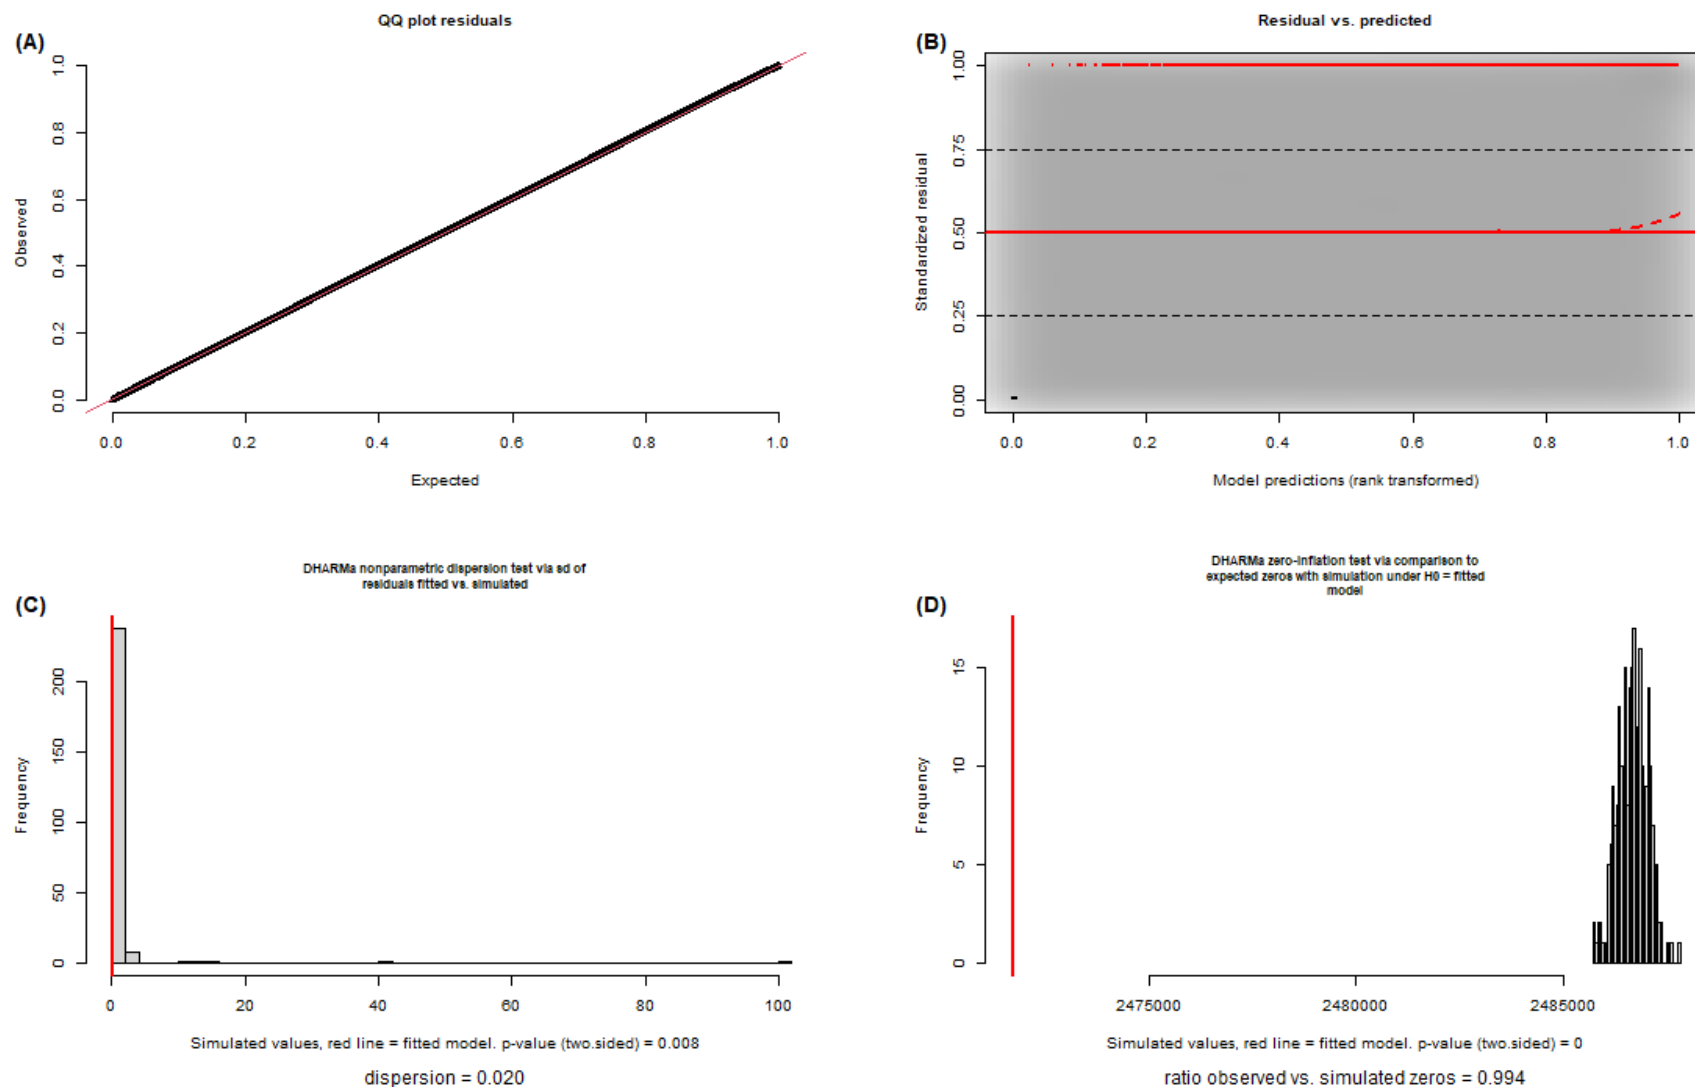 QQ plot residuals
(A)
Observed
0.0 0.2 0.4 0.6 0.8 1.0
0.0 0.2 0.4 0.6 0.8 1.0
Expected
Residual vs. predicted
(B)
Standardized residual
0.00 0.25 0.50 0.75 1.00
0.0 0.2 0.4 0.6 0.8 1.0
Model predictions (rank transformed)
DHARMa nonparametric dispersion test via sd of
residuals fitted vs. simulated
(C)
Frequency
0 50 100 150 200
0 20 40 60 80 100
Simulated values, red line = fitted model. p-value (two.sided) = 0.008
dispersion = 0.020
DHARMa zero-inflation test via comparison to
expected zeros with simulation under H0 = fitted
model
(D)
Frequency
0 5 10 15
2475000 2480000 2485000
Simulated values, red line = fitted model. p-value (two.sided) = 0
ratio observed vs. simulated zeros = 0.994